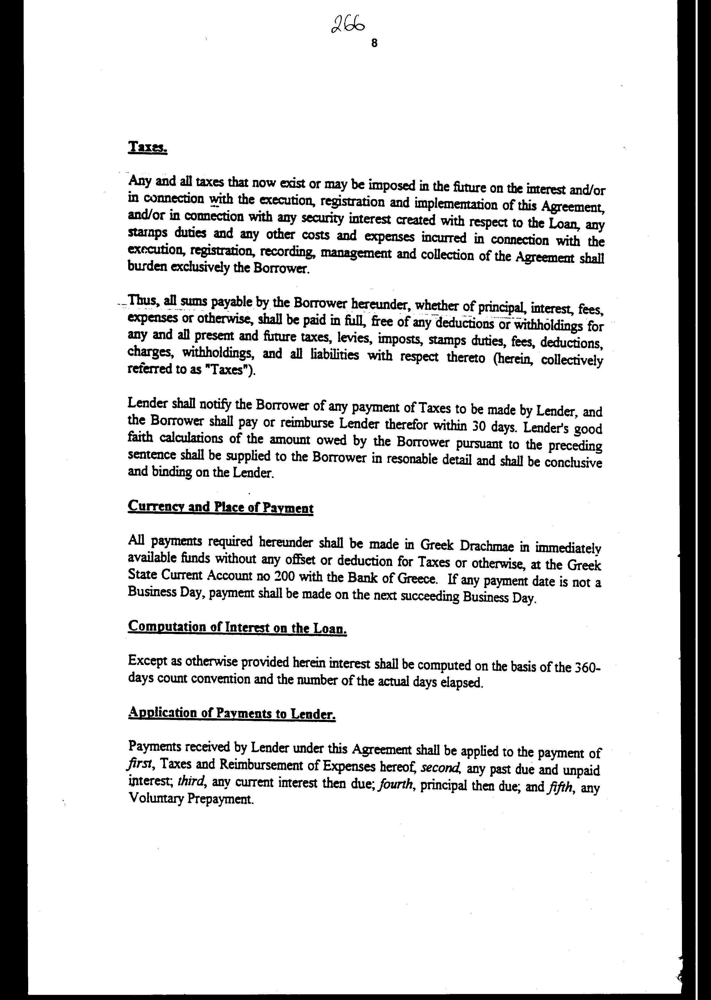 266
8
Taxes.
Any and all taxes that now exist or may be imposed in the future on the interest and/or
in connection with the execution, registration and implementation of this Agreement,
and/or in connection with any security interest created with respect to the Loan, any
stamps duties and any other costs and expenses incurred in connection with the
execution, registration, recording, management and collection of the Agreement shall
burden exclusively the Borrower.
Thus, all sums payable by the Borrower hereunder, whether of principal, interest, fees,
expenses or otherwise, shall be paid in full, free of any deductions or withholdings for
any and all present and future taxes, levies, imposts, stamps duties, fees, deductions,
charges, withholdings, and all liabilities with respect thereto (herein, collectively
referred to as "Taxes").
Lender shall notify the Borrower of any payment of Taxes to be made by Lender, and
the Borrower shall pay or reimburse Lender therefor within 30 days. Lender's good
faith calculations of the amount owed by the Borrower pursuant to the preceding
sentence shall be supplied to the Borrower in resonable detail and shall be conclusive
and binding on the Lender.
Currency and Place of Payment
All payments required hereunder shall be made in Greek Drachmae in immediately
available funds without any offset or deduction for Taxes or otherwise, at the Greek
State Current Account no 200 with the Bank of Greece. If any payment date is not a
Business Day, payment shall be made on the next succeeding Business Day.
Computation of Interest on the Loan.
Except as otherwise provided herein interest shall be computed on the basis of the 360-
days count convention and the number of the actual days elapsed.
Application of Payments to Lender.
Payments received by Lender under this Agreement shall be applied to the payment of
first, Taxes and Reimbursement of Expenses hereof, second, any past due and unpaid
interest; third, any current interest then due; fourth, principal then due; and fifth, any
Voluntary Prepayment.